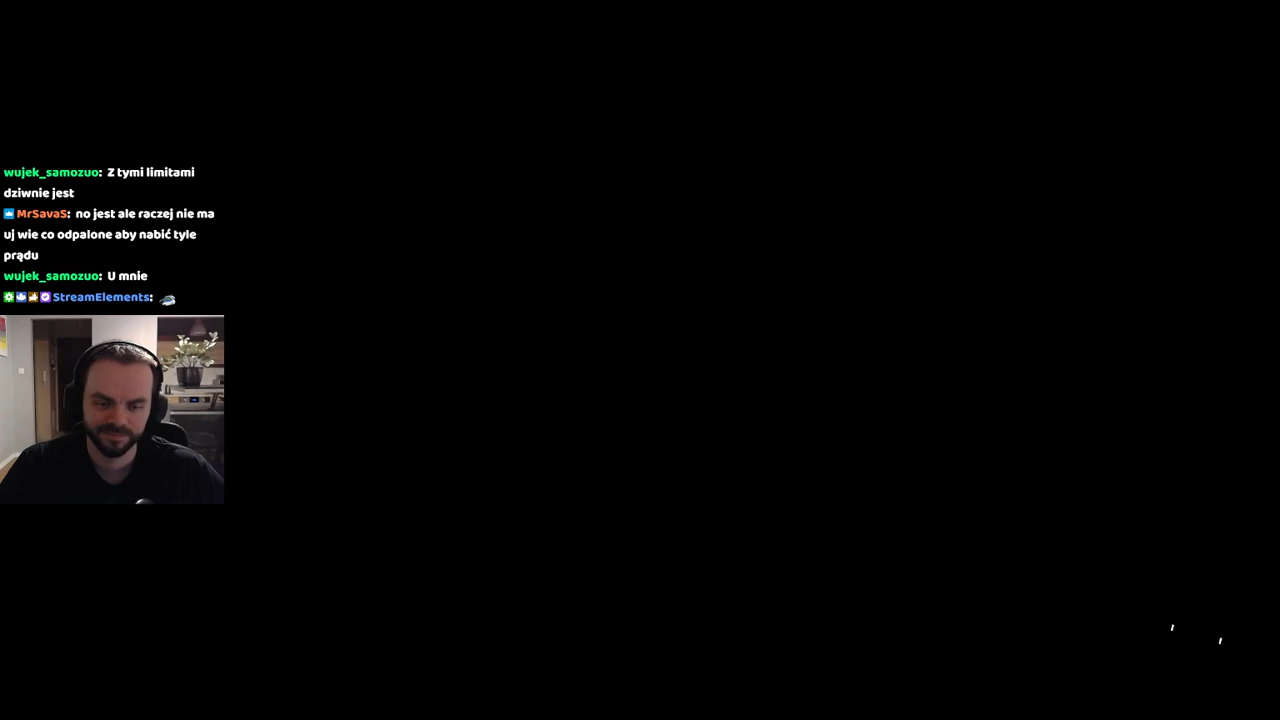 wujek_samozuo: Z tymi limitami
dziwnie jest
MrSavaS: no jest ale raczej nie ma
uj wie co odpalone aby nabić tyle
prądu
wujek_samozuo: U mnie
StreamElements: